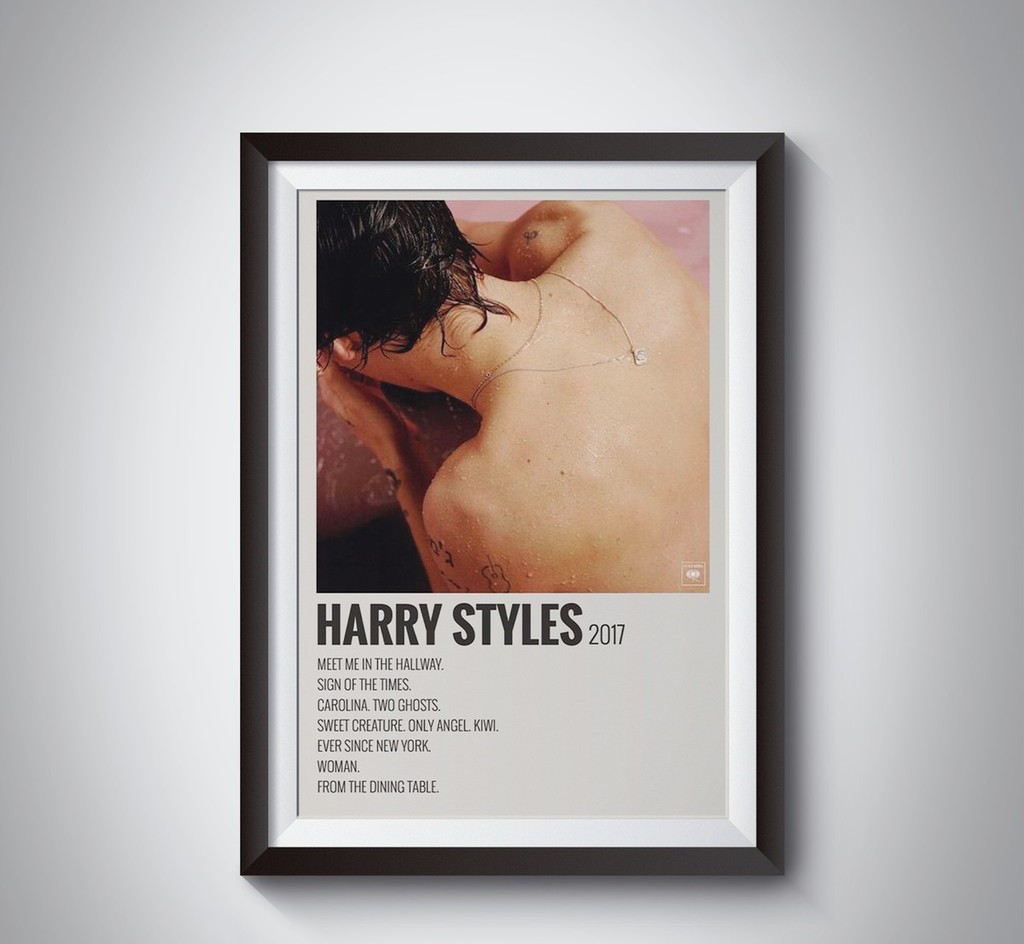 HARRY STYLES 2017
MEET ME IN THE HALLWAY.
SIGN OF THE TIMES.
CAROLINA. TWO GHOSTS.
SWEET CREATURE. ONLY ANGEL. KIWI.
EVER SINCE NEW YORK.
WOMAN.
FROM THE DINING TABLE.